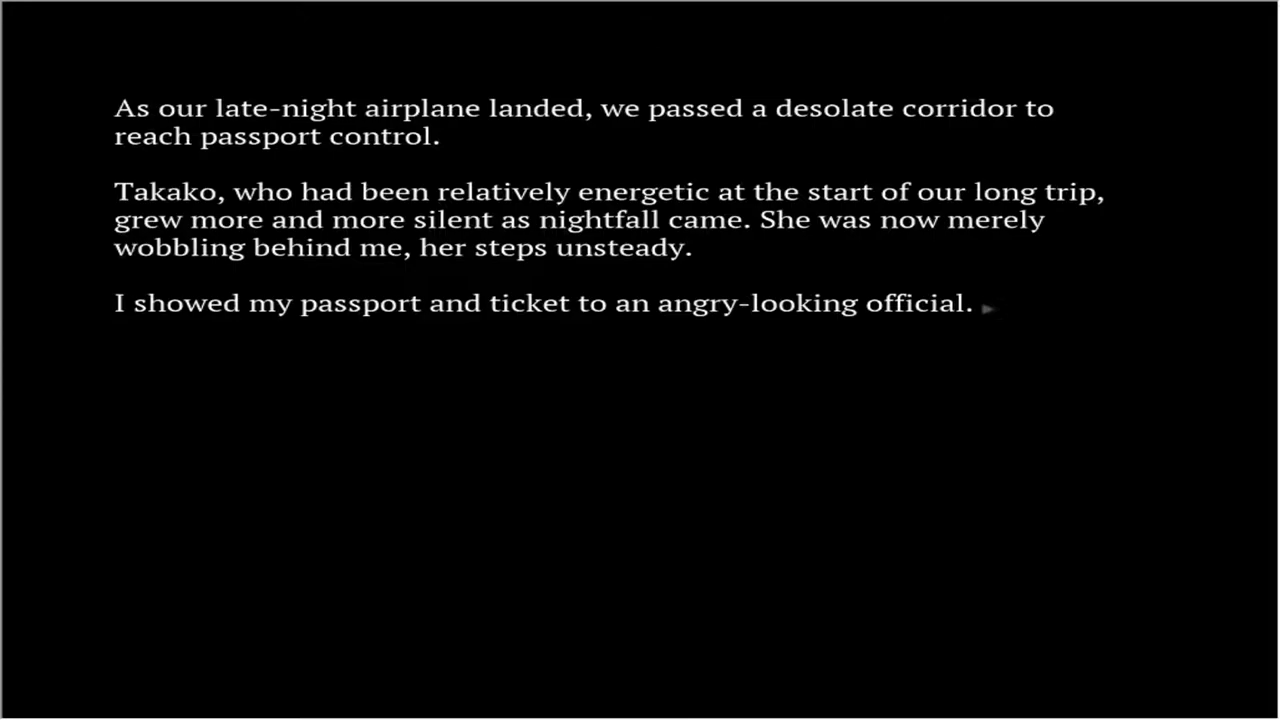 As our late-night airplane landed, we passed a desolate corridor to
reach passport control.
Takako, who had been relatively energetic at the start of our long trip,
grew more and more silent as nightfall came. She was now merely
wobbling behind me, her steps unsteady.
I showed my passport and ticket to an angry-looking official.